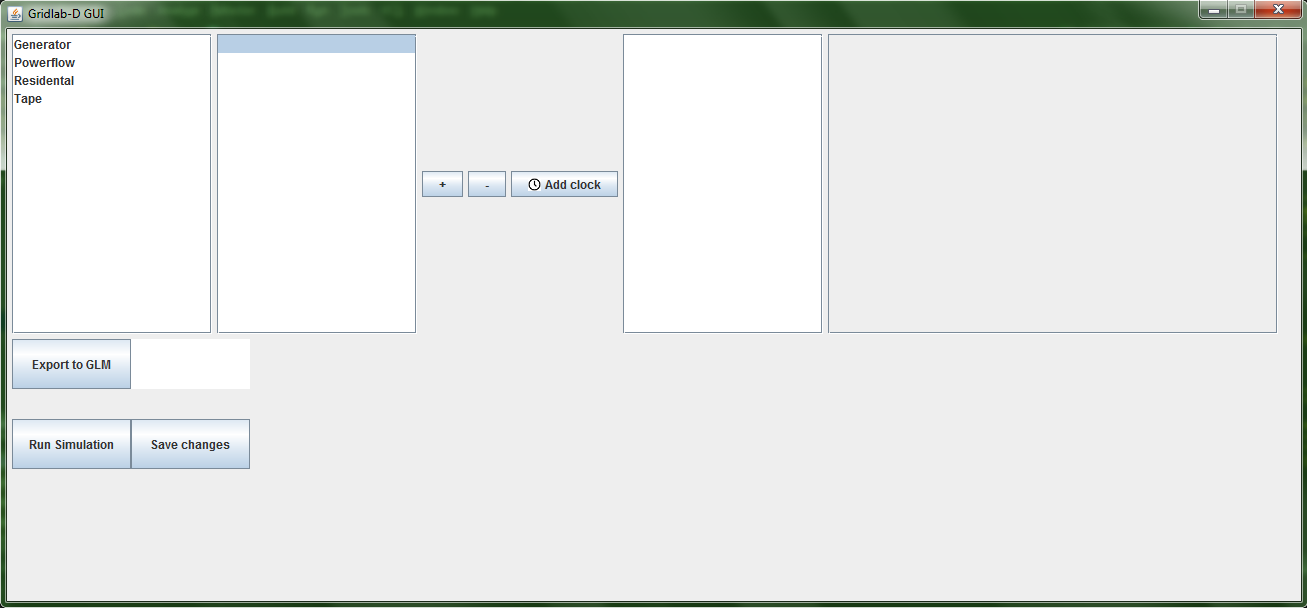 Gridlab-D GUI
Generator
Powerflow
Residental
Tape
+
-
Add clock
Export to GLM
Run Simulation
Save changes